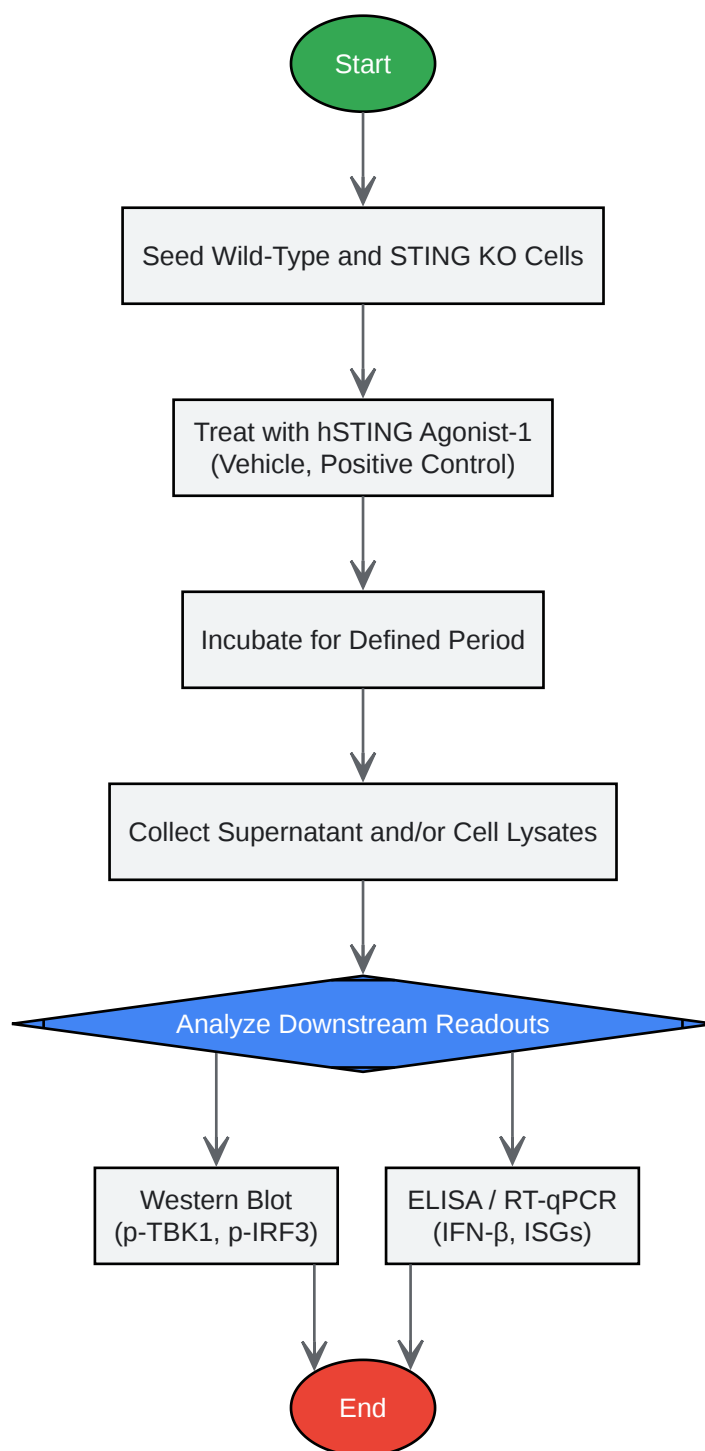 Start
Seed Wild-Type and STING KO Cells
Treat with hSTING Agonist-1
(Vehicle, Positive Control)
Incubate for Defined Period
Collect Supernatant and/or Cell Lysates
Analyze Downstream Readouts
Western Blot
(p-TBK1, p-IRF3)
ELISA / RT-qPCR
(IFN-β, ISGs)
End